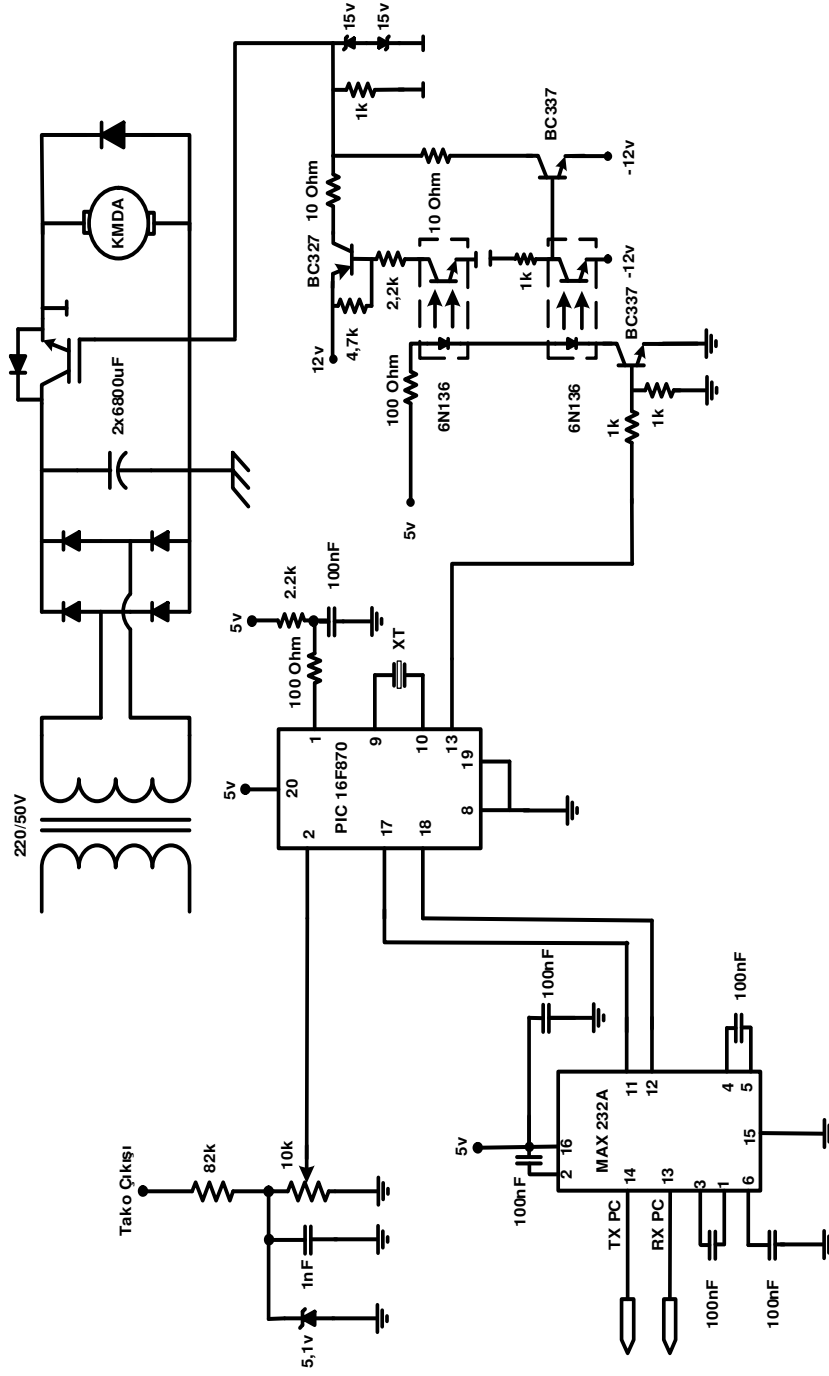 220/50V
2x6800uF
KMDA
15v
15v
1k
10 Ohm
BC327
12v
4,7k
2,2k
10 Ohm
BC337
-12v
1k
-12v
100 Ohm
6N136
6N136
BC337
5v
1k
1k
5v
2.2k
100nF
100 Ohm
XT
5v
20
1
2
9
PIC 16F870
17
10
18
13
19
8
Tako Çıkışı
82k
10k
1nF
5,1v
5v
100nF
100nF
16
2
11
12
MAX 232A
14
TX PC
13
RX PC
4
5
100nF
3
1
100nF
15
6
100nF